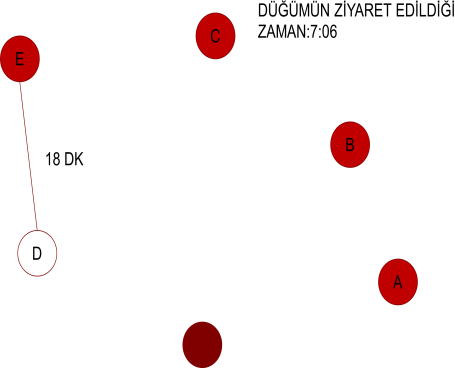 DÜĞÜMÜN ZİYARET EDİLDİĞİ
ZAMAN:7:06
C
E
B
18 DK
D
A